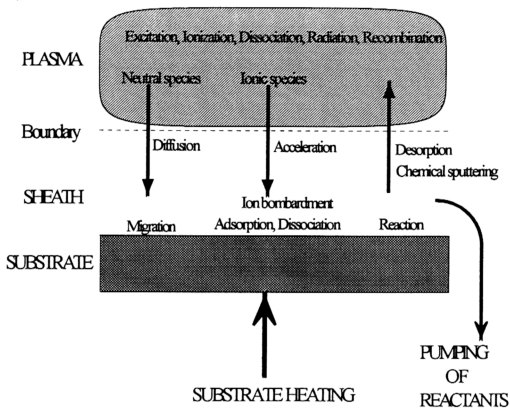 Excitation, Ionization, Dissociation, Radiation, Recombination
PLASMA
Neutral species
Ionic species
Boundary
Diffusion
Acceleration
Desorption
Chemical sputtering
SHEATH
Ion bombardment
Migration
Adsorption, Dissociation
Reaction
SUBSTRATE
PUMPING
OF
REACTANTS
SUBSTRATE HEATING